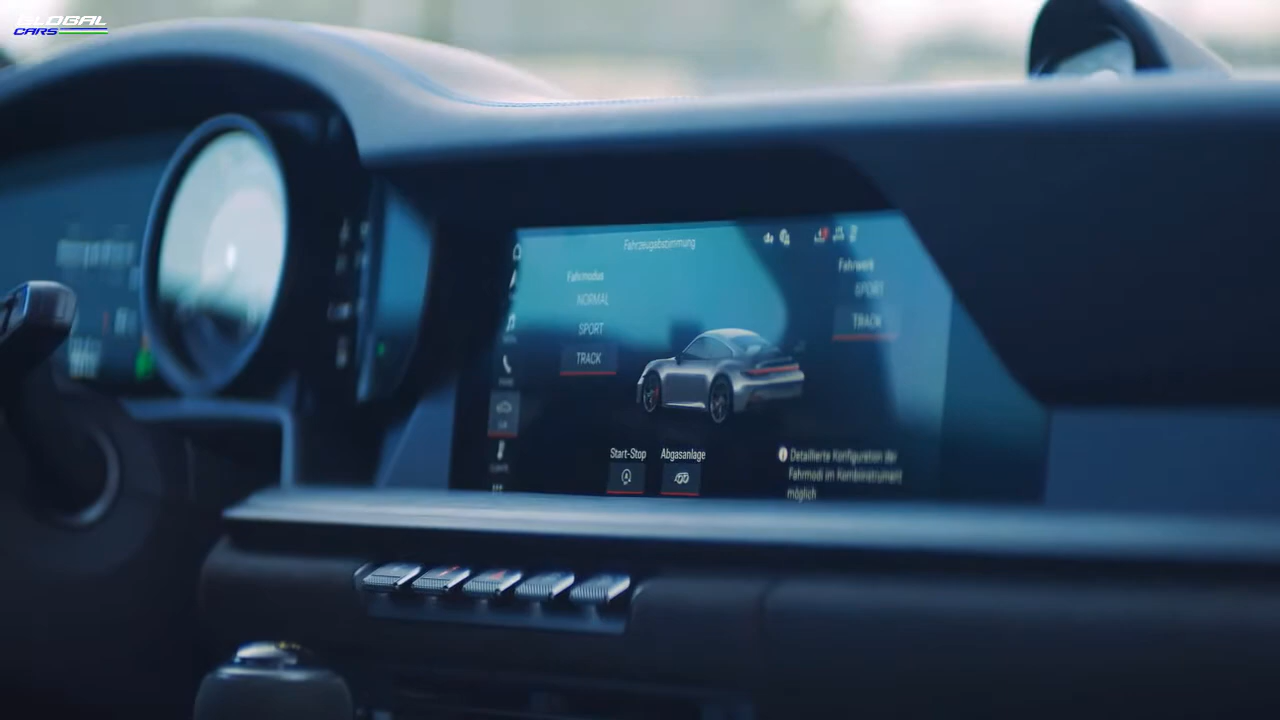 GLOGAL
CARS
Fahrzeugabstimmung
Fahrmodus
NORMAL
SPORT
TRACK
Fahrwerk
SPORT
TRACK
Start-Stop
Abgasanlage
Detaillierte Konfiguration der
Fahrmodi im Kombiinstrument
möglich